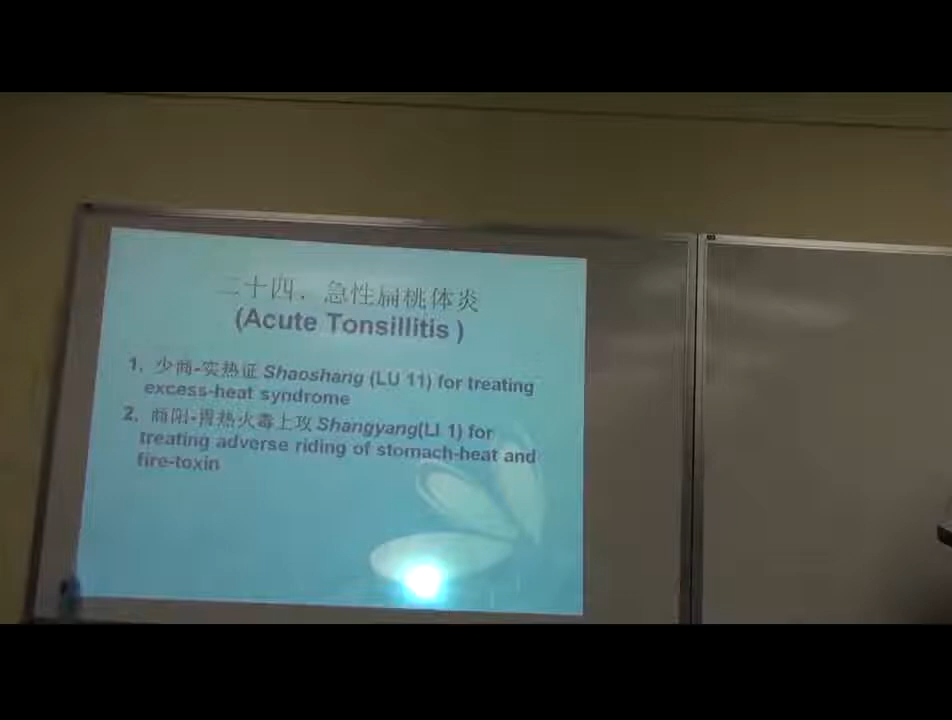 二十四．急性扁桃体炎
(Acute Tonsillitis )
1. 少商-实热证 Shaoshang (LU 11) for treating
excess-heat syndrome
2. 商阳-胃热火毒上攻 Shangyang(LI 1) for
treating adverse riding of stomach-heat and
fire-toxin